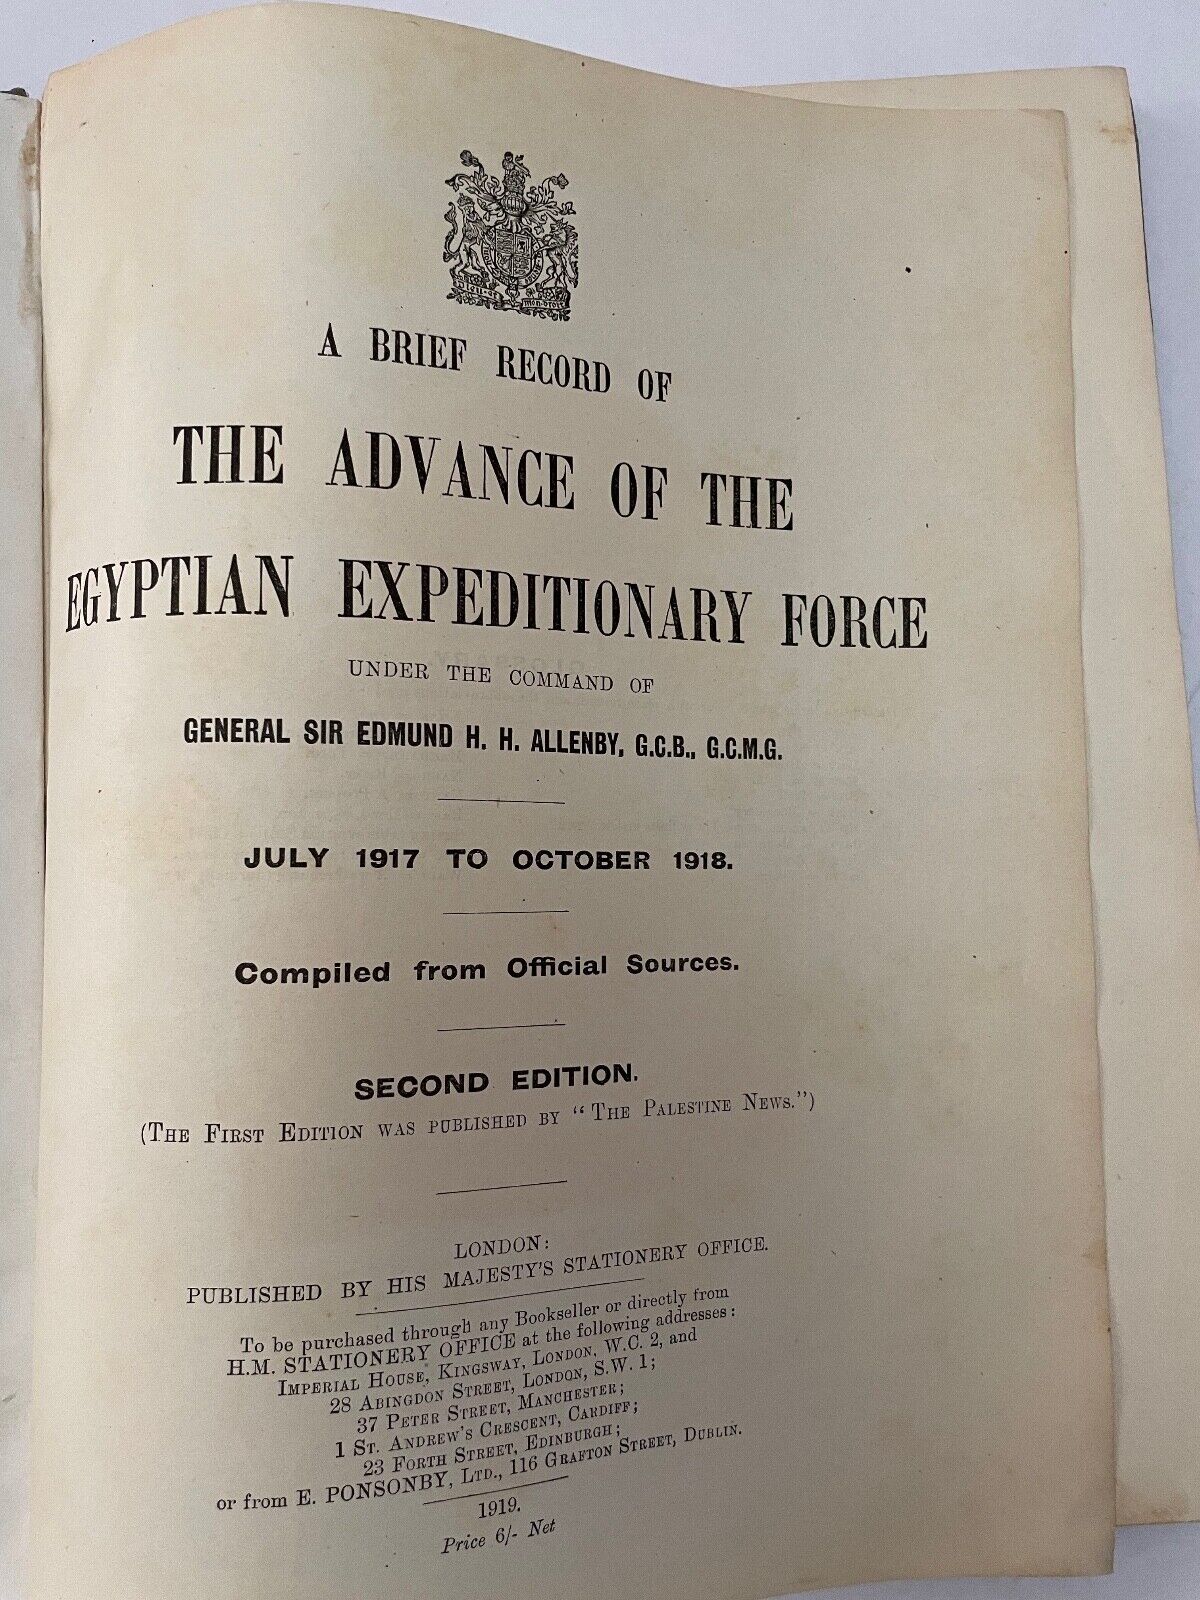 Dieu et mon droit
A BRIEF RECORD OF
THE ADVANCE OF THE
EGYPTIAN EXPEDITIONARY FORCE
UNDER THE COMMAND OF
GENERAL SIR EDMUND H. H. ALLENBY, G.C.B., G.C.M.G.
JULY 1917 TO OCTOBER 1918.
Compiled from Official Sources.
SECOND EDITION.
(THE FIRST EDITION WAS PUBLISHED BY "THE PALESTINE NEWS.")
LONDON:
PUBLISHED BY HIS MAJESTY'S STATIONERY OFFICE.
To be purchased through any Bookseller or directly from
H.M. STATIONERY OFFICE at the following addresses:
IMPERIAL HOUSE, KINGSWAY, LONDON, W.C. 2, and
28 ABINGDON STREET, LONDON, S.W. 1;
37 PETER STREET, MANCHESTER;
1 ST. ANDREW'S CRESCENT, CARDIFF;
23 FORTH STREET, EDINBURGH;
or from E. PONSONBY, LTD., 116 GRAFTON STREET, DUBLIN.
1919.
Price 6/- Net